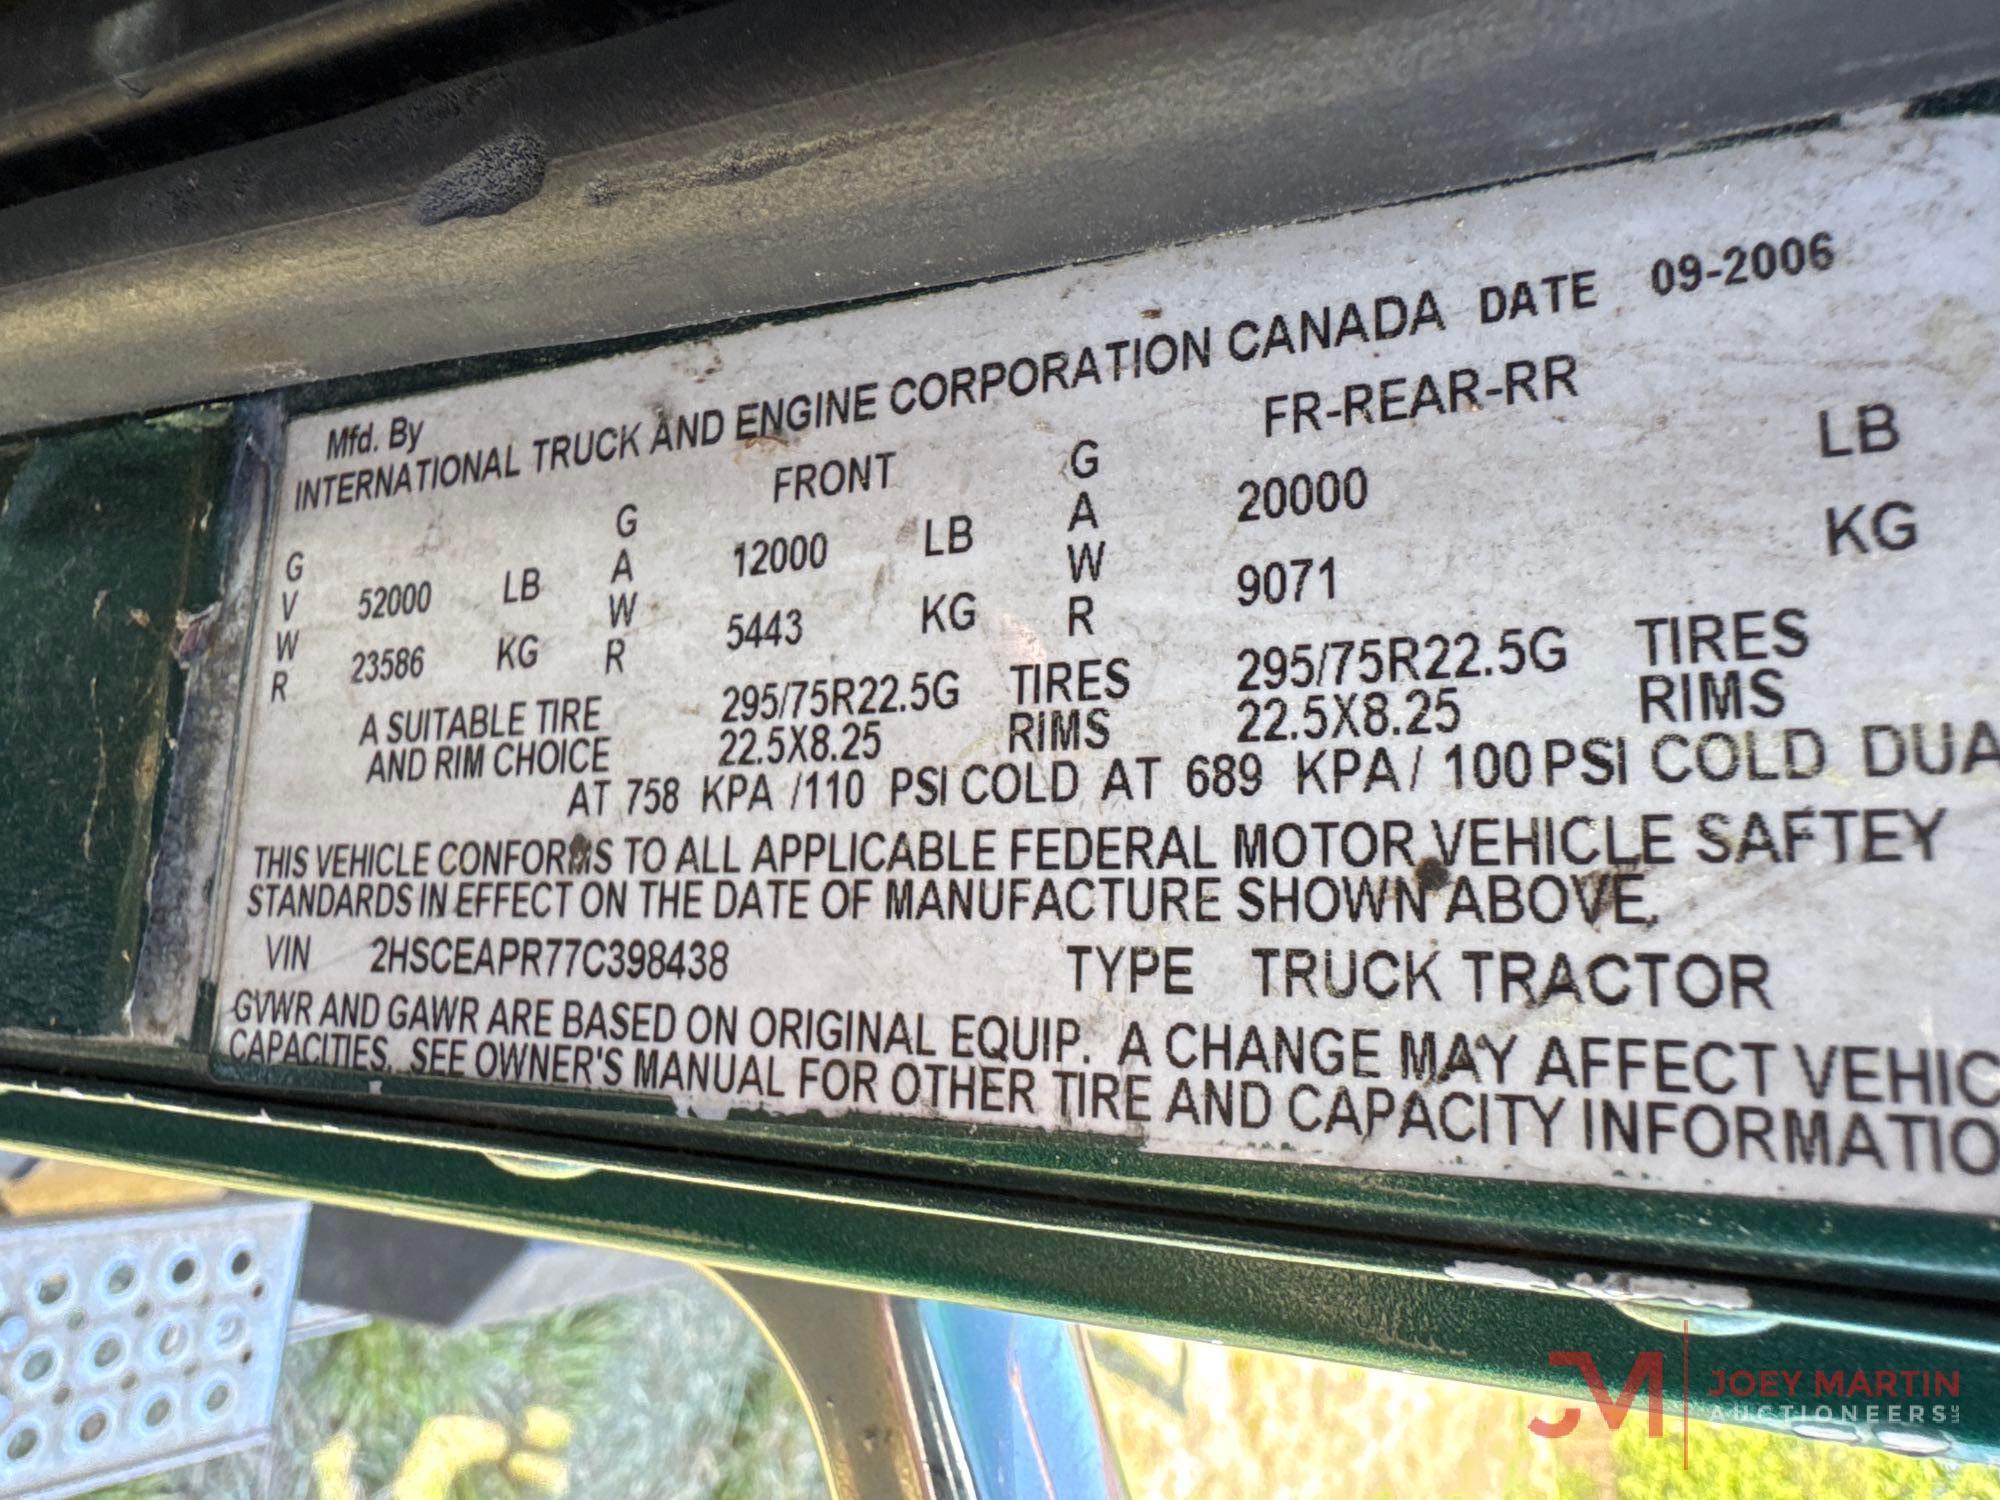 Mfd. By
INTERNATIONAL TRUCK AND ENGINE CORPORATION CANADA DATE 09-2006
FRONT FR-REAR-RR
GVWR 52000 LB GAWR 12000 LB GAWR 20000 LB
23586 KG 5443 KG 9071 KG
A SUITABLE TIRE 295/75R22.5G TIRES 295/75R22.5G TIRES
AND RIM CHOICE 22.5X8.25 RIMS 22.5X8.25 RIMS
AT 758 KPA /110 PSI COLD AT 689 KPA/ 100 PSI COLD DUA
THIS VEHICLE CONFORMS TO ALL APPLICABLE FEDERAL MOTOR VEHICLE SAFTEY
STANDARDS IN EFFECT ON THE DATE OF MANUFACTURE SHOWN ABOVE.
VIN 2HSCEAPR77C398438 TYPE TRUCK TRACTOR
GVWR AND GAWR ARE BASED ON ORIGINAL EQUIP. A CHANGE MAY AFFECT VEHIC
CAPACITIES. SEE OWNER'S MANUAL FOR OTHER TIRE AND CAPACITY INFORMATIO
JM JOEY MARTIN
AUCTIONEERS LLC